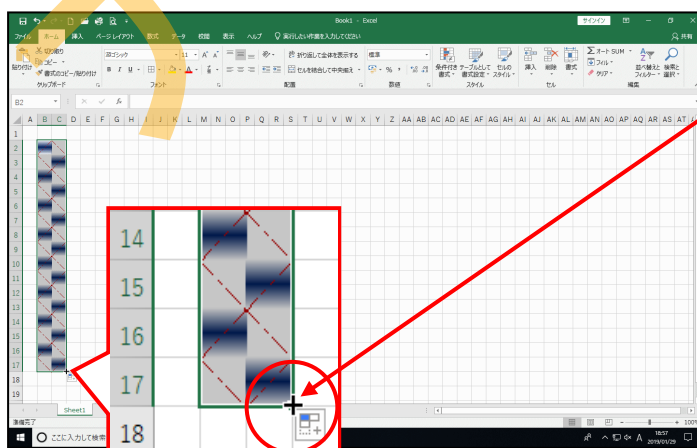 Book1 - Excel
サインイン
ファイル ホーム 挿入 ページレイアウト 数式 データ 校閲 表示 ヘルプ 実行したい作業を入力してください 共有
切り取り
コピー
書式のコピー/貼り付け
貼り付け
クリップボード
游ゴシック 11
B I U
フォント
折り返して全体を表示する
セルを結合して中央揃え
配置
標準
数値
条件付き 書式
テーブルとして 書式設定
セルの スタイル
スタイル
挿入 削除 書式
セル
オート SUM
フィル
クリア
並べ替えと フィルター
検索と 選択
編集
B2
fx
A B C D E F G H I J K L M N O P Q R S T U V W X Y Z AA AB AC AD AE AF AG AH AI AJ AK AL AM AN AO AP AQ AR AS AT
1
2
3
4
5
6
7
8
9
10
11
12
13
14
15
16
17
18
19
14
15
16
17
18
Sheet1
準備完了
100%
ここに入力して検索
A
18:57
2019/01/29